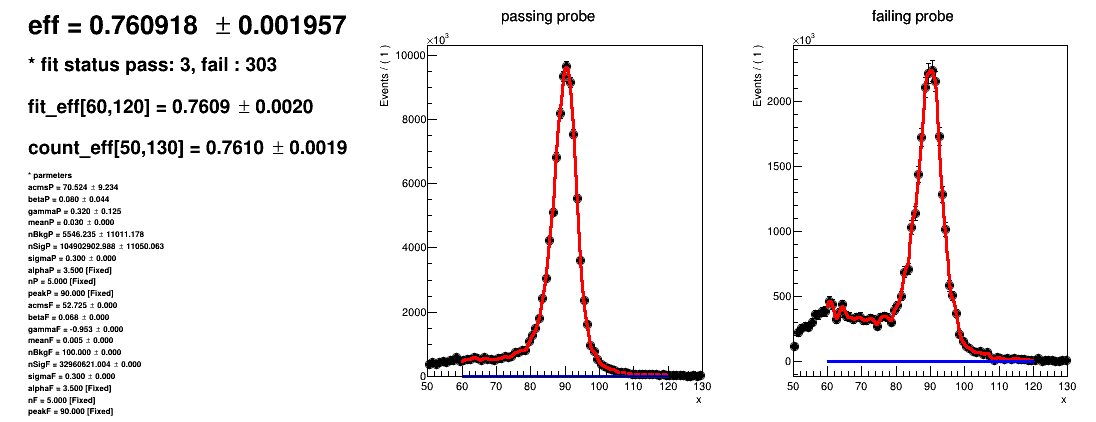 eff = 0.760918 ± 0.001957
* fit status pass: 3, fail : 303
fit_eff[60,120] = 0.7609 ± 0.0020
count_eff[50,130] = 0.7610 ± 0.0019
* parmeters
acmsP = 70.524 ± 9.234
betaP = 0.080 ± 0.044
gammaP = 0.320 ± 0.125
meanP = 0.030 ± 0.000
nBkgP = 5546.235 ± 11011.178
nSigP = 104902902.988 ± 11050.063
sigmaP = 0.300 ± 0.000
alphaP = 3.500 [Fixed]
nP = 5.000 [Fixed]
peakP = 90.000 [Fixed]
acmsF = 52.725 ± 0.000
betaF = 0.068 ± 0.000
gammaF = -0.953 ± 0.000
meanF = 0.005 ± 0.000
nBkgF = 100.000 ± 0.000
nSigF = 32960621.004 ± 0.000
sigmaF = 0.300 ± 0.000
alphaF = 3.500 [Fixed]
nF = 5.000 [Fixed]
peakF = 90.000 [Fixed]
passing probe
×10³
Events / ( 1 )
10000
8000
6000
4000
2000
0
50 60 70 80 90 100 110 120 130
x
failing probe
×10³
Events / ( 1 )
2000
1500
1000
500
0
50 60 70 80 90 100 110 120 130
x